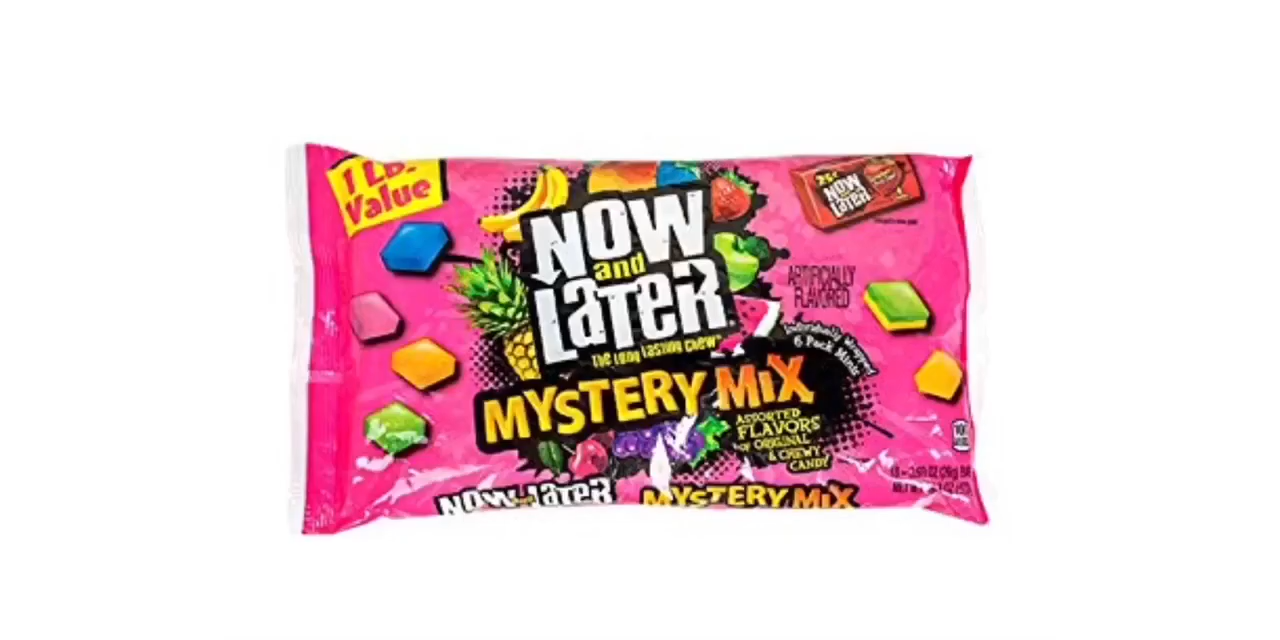 1 LB.
Value
NOW
and
LATER
THE LONG LASTING CHEW
MYSTERY MIX
ASSORTED
FLAVORS
OF ORIGINAL
& CHEWY
CANDY
25¢
NOW
LATER
ARTIFICIALLY
FLAVORED
Individually Wrapped
6 Pack Minis
NOW LATER MYSTERY MIX